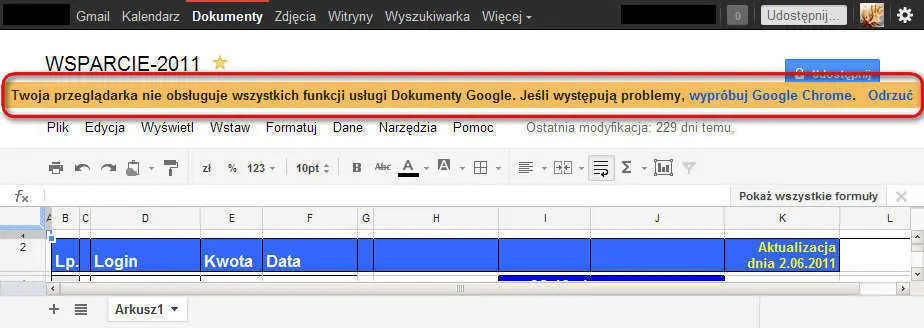 Gmail Kalendarz Dokumenty Zdjęcia Witryny Wyszukiwarka Więcej
0 Udostępnij...
WSPARCIE-2011
Udostępnij
Twoja przeglądarka nie obsługuje wszystkich funkcji usługi Dokumenty Google. Jeśli występują problemy, wypróbuj Google Chrome. Odrzuć
Plik Edycja Wyświetl Wstaw Formatuj Dane Narzędzia Pomoc Ostatnia modyfikacja: 229 dni temu,
zł % 123 10pt B Abc A A Σ
fx Pokaż wszystkie formuły
A B C D E F G H I J K L
2 Lp. Login Kwota Data Aktualizacja
dnia 2.06.2011
Arkusz1